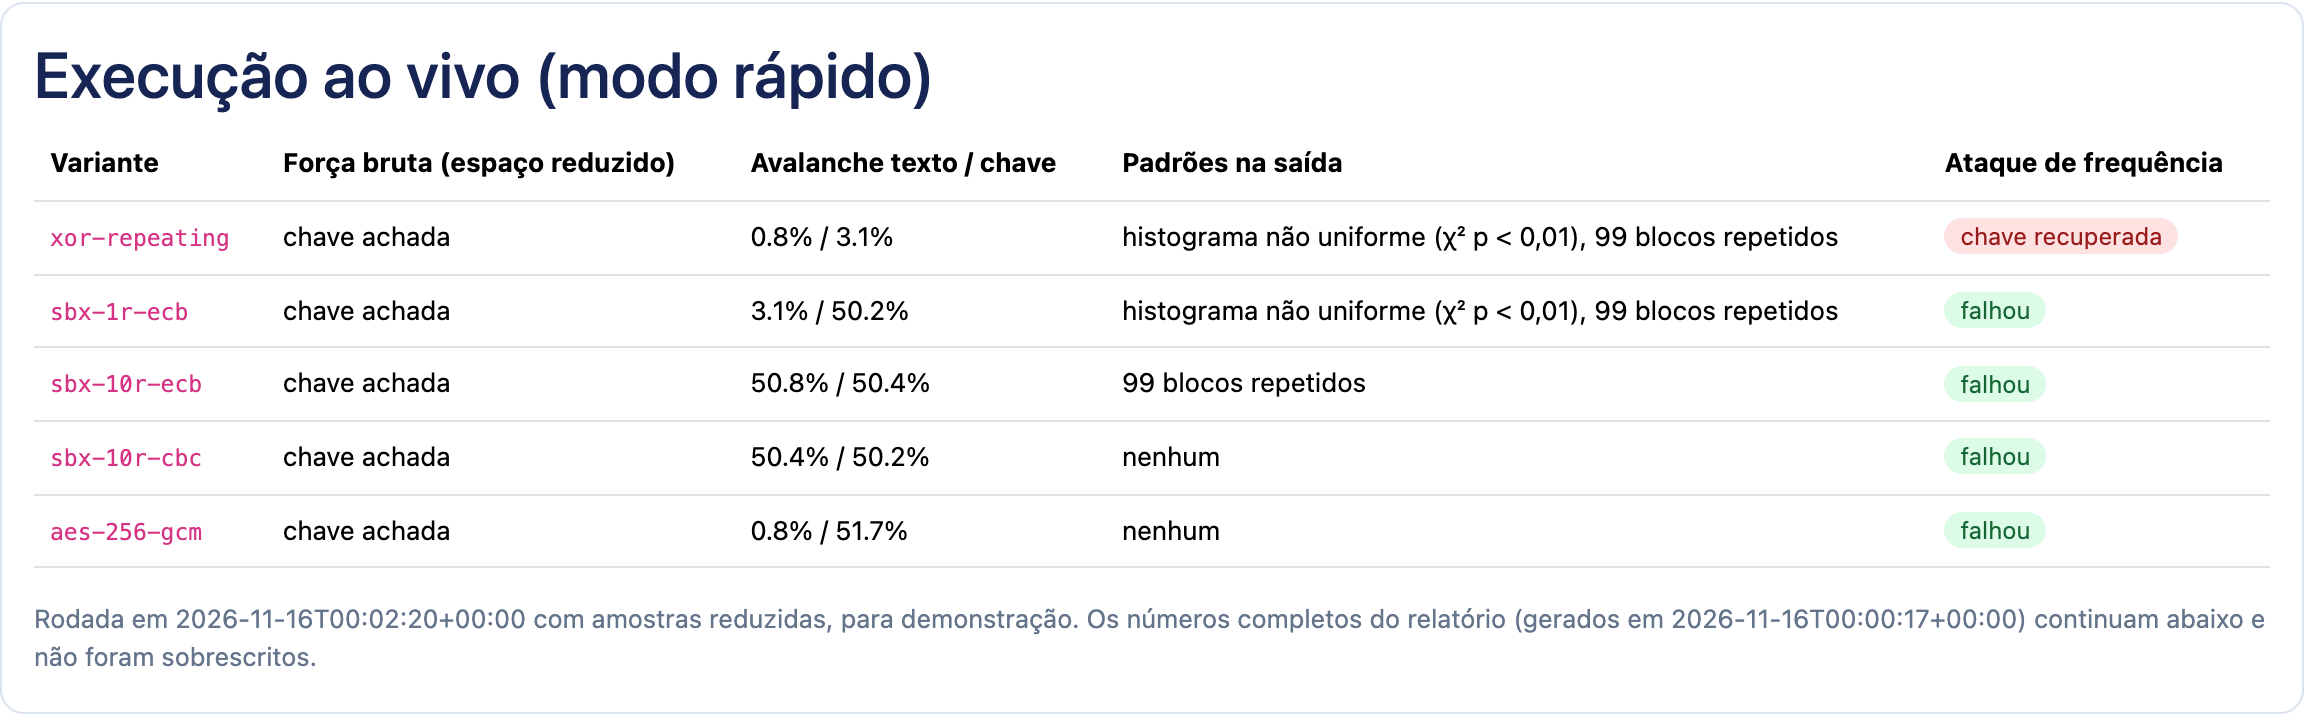 Execução ao vivo (modo rápido)
Variante Força bruta (espaço reduzido) Avalanche texto / chave Padrões na saída Ataque de frequência
xor-repeating chave achada 0.8% / 3.1% histograma não uniforme (χ² p < 0,01), 99 blocos repetidos chave recuperada
sbx-1r-ecb chave achada 3.1% / 50.2% histograma não uniforme (χ² p < 0,01), 99 blocos repetidos falhou
sbx-10r-ecb chave achada 50.8% / 50.4% 99 blocos repetidos falhou
sbx-10r-cbc chave achada 50.4% / 50.2% nenhum falhou
aes-256-gcm chave achada 0.8% / 51.7% nenhum falhou
Rodada em 2026-11-16T00:02:20+00:00 com amostras reduzidas, para demonstração. Os números completos do relatório (gerados em 2026-11-16T00:00:17+00:00) continuam abaixo e
não foram sobrescritos.